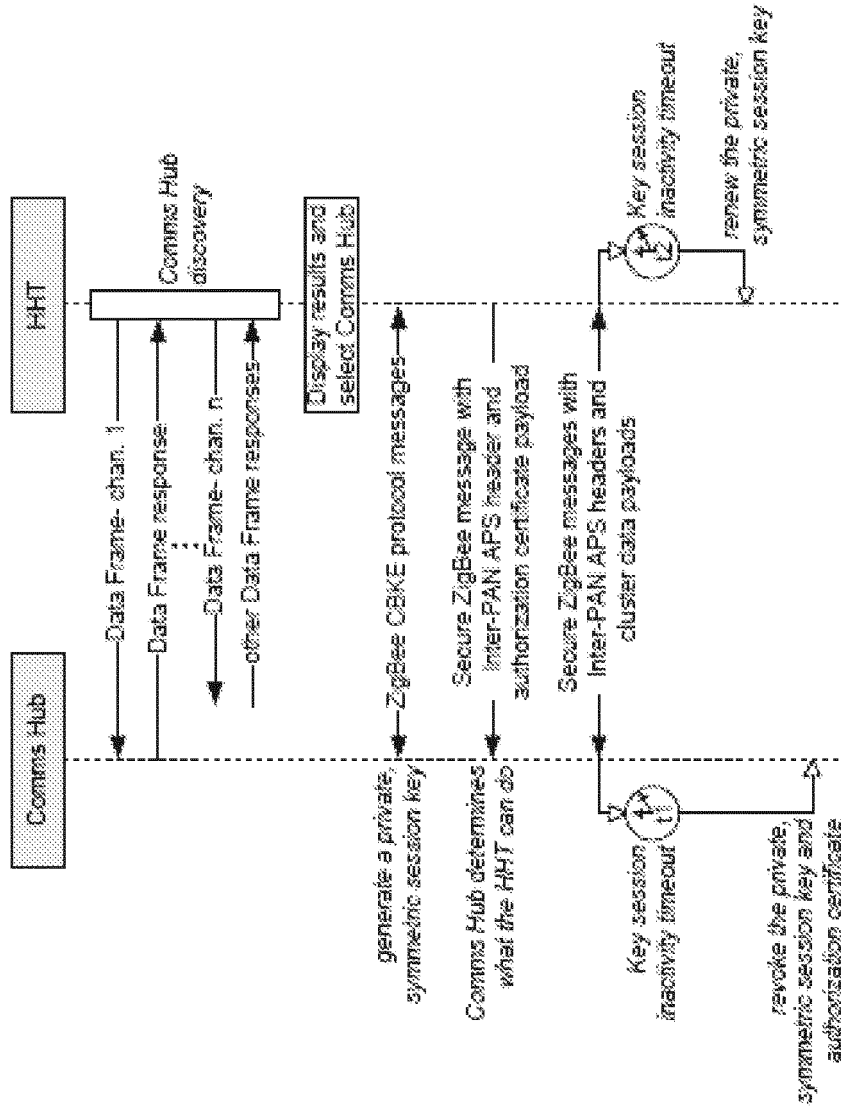 Comms Hub
HHT
Data Frame- chan. 1
Data Frame response
Data Frame- chan. n
other Data Frame responses
Comms Hub
discovery
Display results and
select Comms Hub
ZigBee CBKE protocol messages
generate a private,
symmetric session key
Secure ZigBee message with
Inter-PAN APS header and
authorization certificate payload
Comms Hub determines
what the HHT can do
Secure ZigBee messages with
Inter-PAN APS headers and
cluster data payloads
Key session
inactivity timeout
t1
Key session
inactivity timeout
t2
revoke the private,
symmetric session key and
authorization certificate
renew the private,
symmetric session key